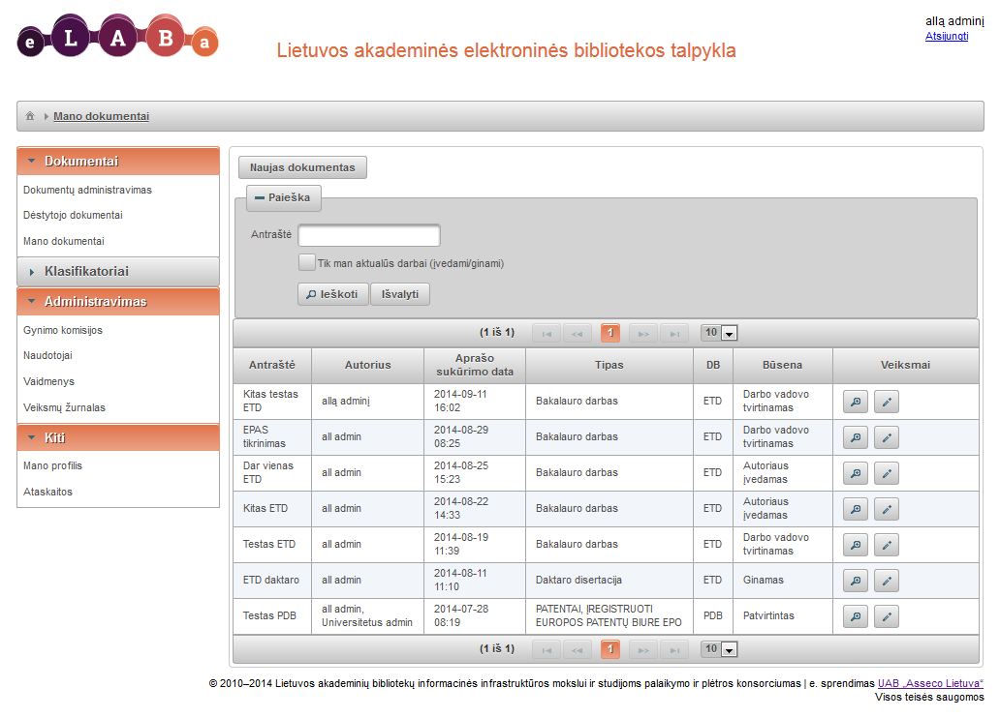 eLABa
Lietuvos akademinės elektroninės bibliotekos talpykla
allą adminį
Atsijungti
Mano dokumentai
Dokumentai
Dokumentų administravimas
Dėstytojo dokumentai
Mano dokumentai
Klasifikatoriai
Administravimas
Gynimo komisijos
Naudotojai
Vaidmenys
Veiksmų žurnalas
Kiti
Mano profilis
Ataskaitos
Naujas dokumentas
Paieška
Antraštė
Tik man aktualūs darbai (įvedami/ginami)
Ieškoti Išvalyti
(1 iš 1) 1 10
Antraštė Autorius Aprašo sukūrimo data Tipas DB Būsena Veiksmai
Kitas testas ETD allą adminį 2014-09-11 16:02 Bakalauro darbas ETD Darbo vadovo tvirtinamas
EPAS tikrinimas all admin 2014-08-29 08:25 Bakalauro darbas ETD Darbo vadovo tvirtinamas
Dar vienas ETD all admin 2014-08-25 15:23 Bakalauro darbas ETD Autoriaus įvedamas
Kitas ETD all admin 2014-08-22 14:33 Bakalauro darbas ETD Autoriaus įvedamas
Testas ETD all admin 2014-08-19 11:39 Bakalauro darbas ETD Darbo vadovo tvirtinamas
ETD daktaro all admin 2014-08-11 11:10 Daktaro disertacija ETD Ginamas
Testas PDB all admin, Universitetus admin 2014-07-28 08:19 PATENTAI, ĮREGISTRUOTI EUROPOS PATENTŲ BIURE EPO PDB Patvirtintas
(1 iš 1) 1 10
© 2010–2014 Lietuvos akademinių bibliotekų informacinės infrastruktūros mokslui ir studijoms palaikymo ir plėtros konsorciumas | e. sprendimas UAB „Asseco Lietuva“
Visos teisės saugomos